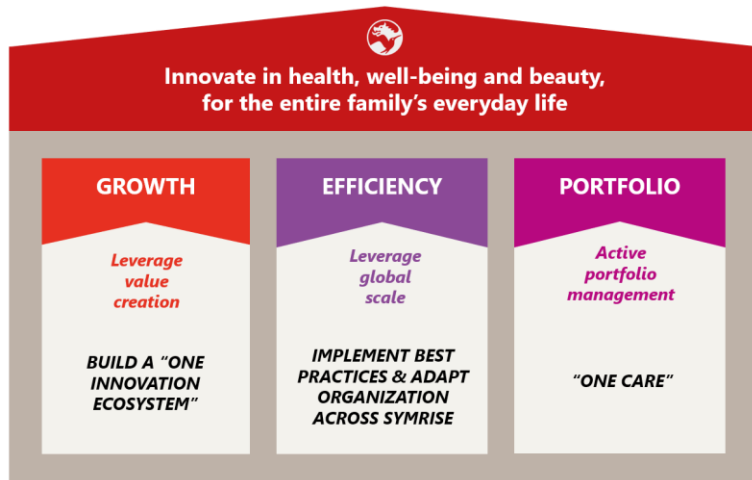 Innovate in health, well-being and beauty,
for the entire family’s everyday life
GROWTH
Leverage
value
creation
BUILD A “ONE
INNOVATION
ECOSYSTEM”
EFFICIENCY
Leverage
global
scale
IMPLEMENT BEST
PRACTICES & ADAPT
ORGANIZATION
ACROSS SYMRISE
PORTFOLIO
Active
portfolio
management
“ONE CARE”